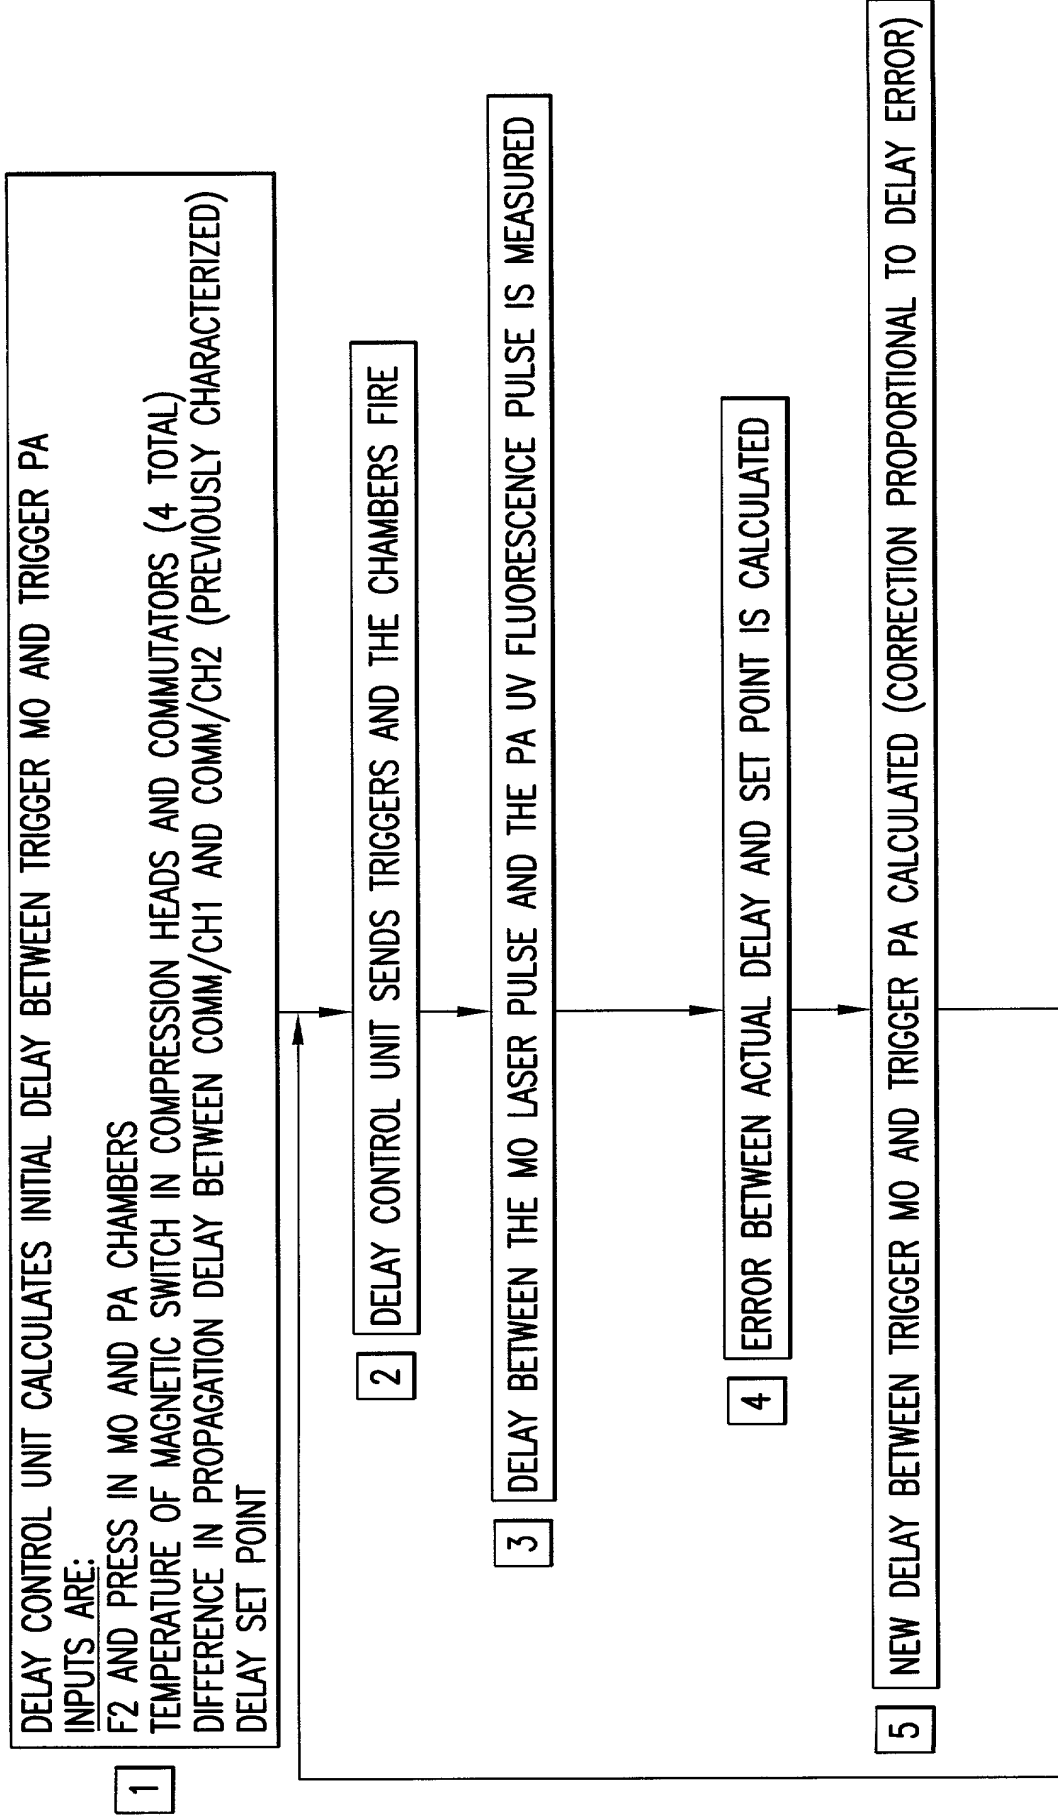 1
DELAY CONTROL UNIT CALCULATES INITIAL DELAY BETWEEN TRIGGER MO AND TRIGGER PA
INPUTS ARE:
F2 AND PRESS IN MO AND PA CHAMBERS
TEMPERATURE OF MAGNETIC SWITCH IN COMPRESSION HEADS AND COMMUTATORS (4 TOTAL)
DIFFERENCE IN PROPAGATION DELAY BETWEEN COMM/CH1 AND COMM/CH2 (PREVIOUSLY CHARACTERIZED)
DELAY SET POINT
2
DELAY CONTROL UNIT SENDS TRIGGERS AND THE CHAMBERS FIRE
3
DELAY BETWEEN THE MO LASER PULSE AND THE PA UV FLUORESCENCE PULSE IS MEASURED
4
ERROR BETWEEN ACTUAL DELAY AND SET POINT IS CALCULATED
5
NEW DELAY BETWEEN TRIGGER MO AND TRIGGER PA CALCULATED (CORRECTION PROPORTIONAL TO DELAY ERROR)